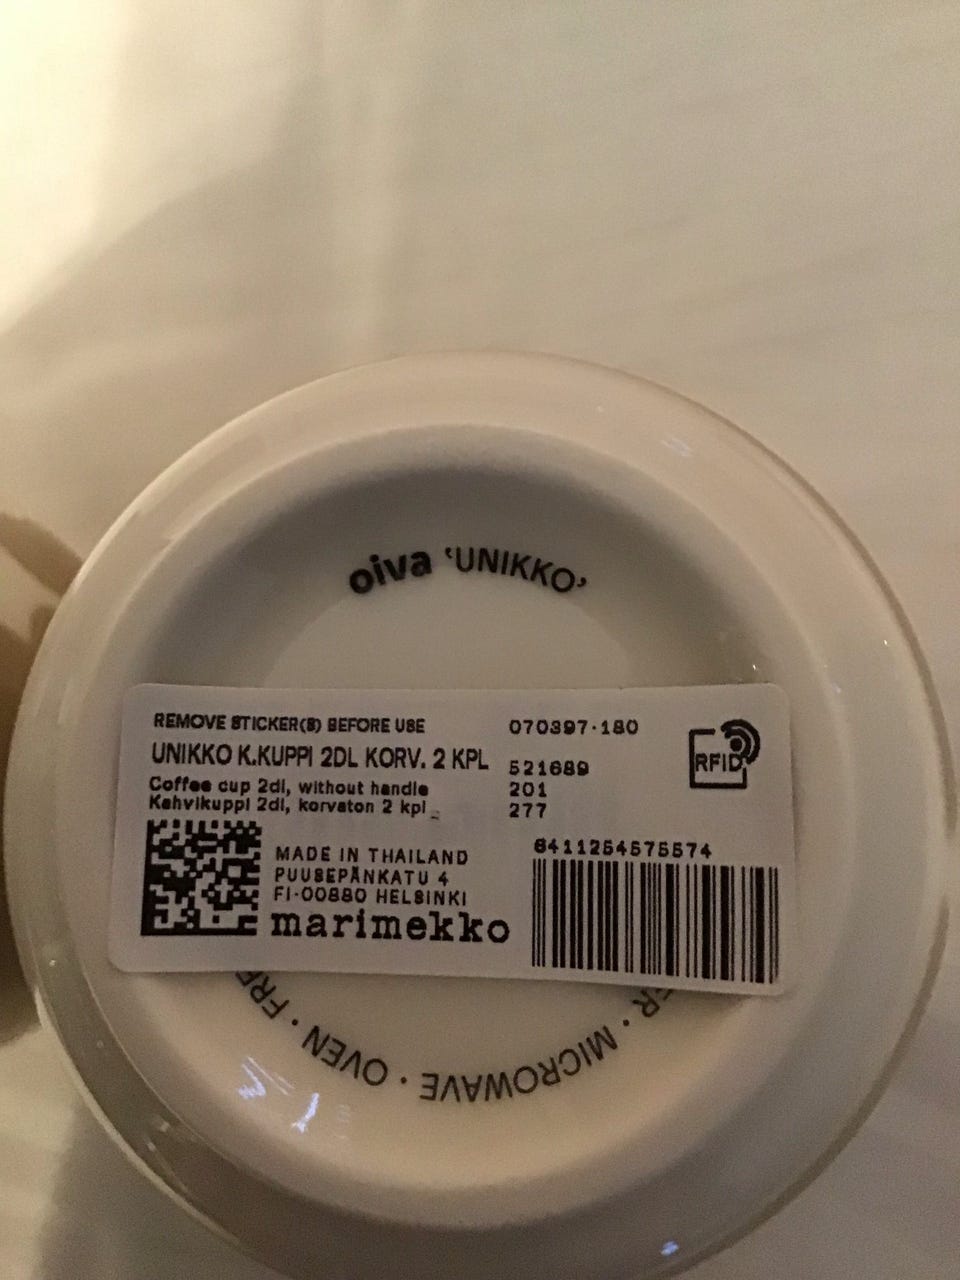 oiva 'UNIKKO'
REMOVE STICKER(S) BEFORE USE
UNIKKO K.KUPPI 2DL KORV. 2 KPL
Coffee cup 2dl, without handle
Kahvikuppi 2dl, korvaton 2 kpl
070397-180
521689
201
277
RFID
MADE IN THAILAND
PUUSEPÄNKATU 4
FI-00880 HELSINKI
marimekko
6411254575574
MICROWAVE · OVEN ·